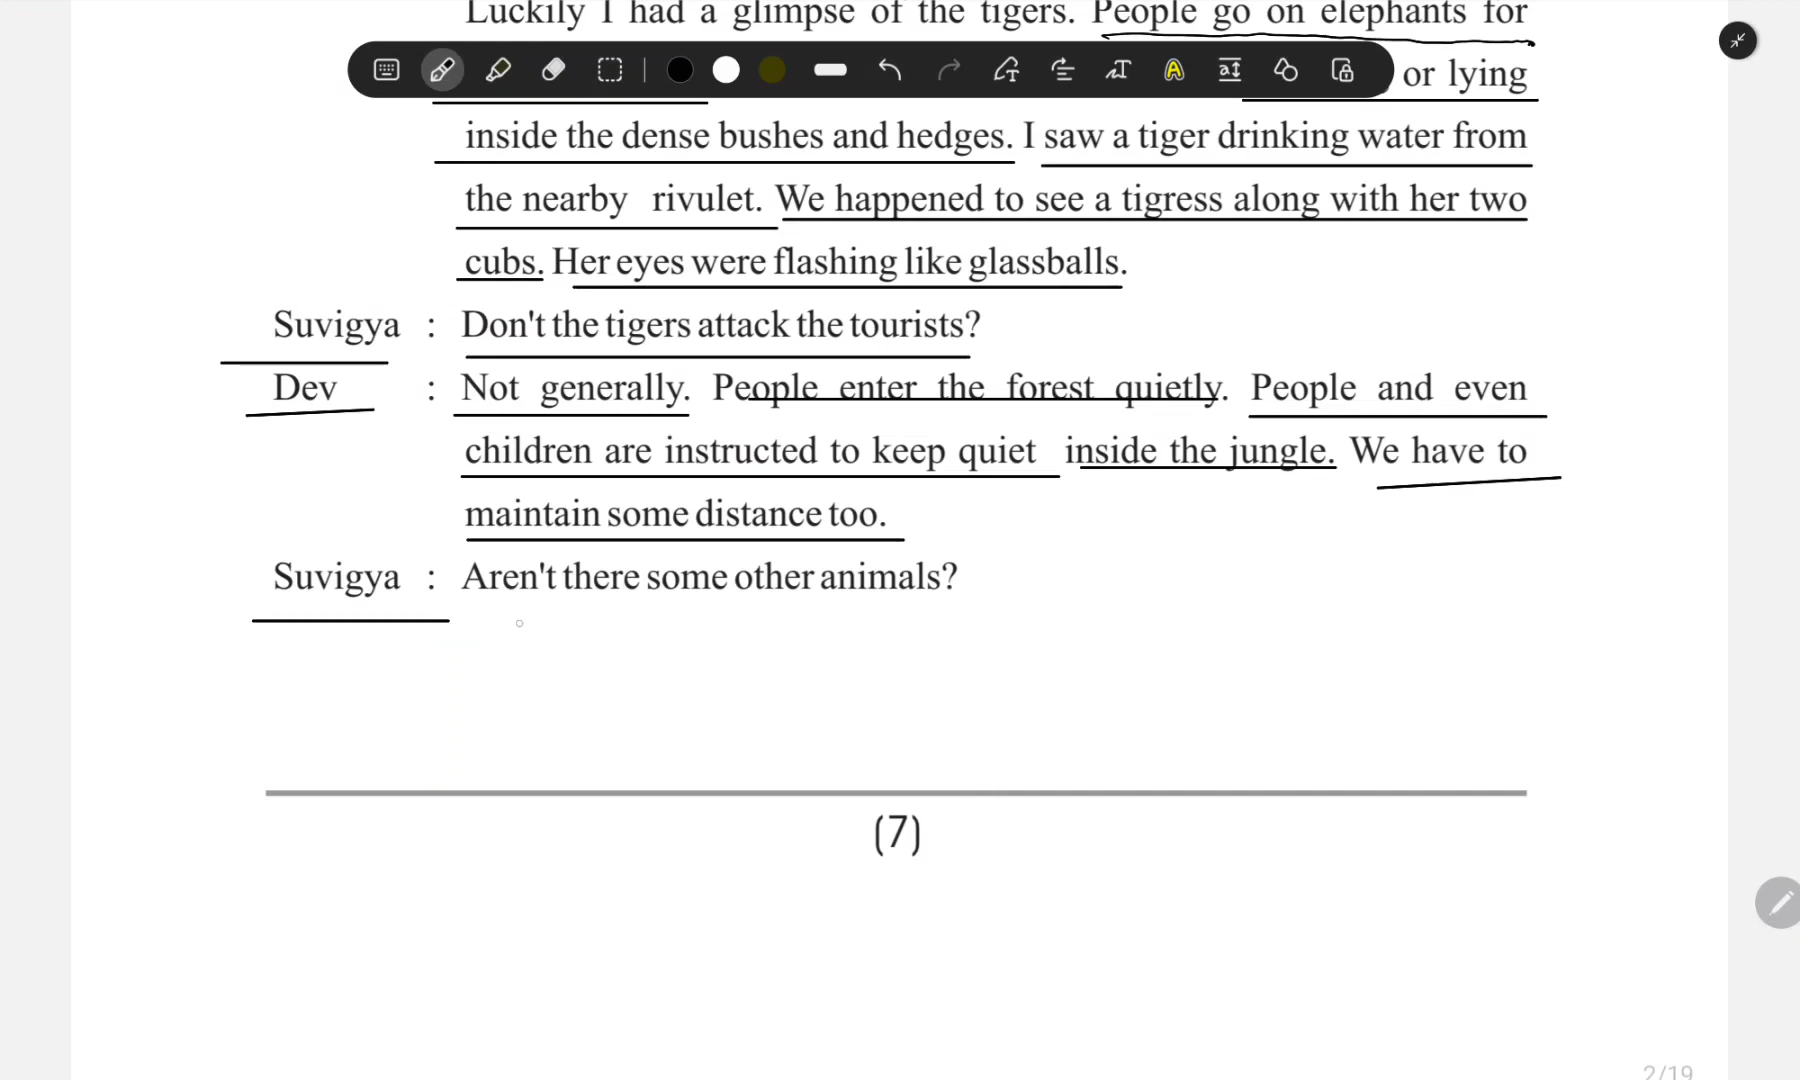 Luckily I had a glimpse of the tigers. People go on elephants for
or lying
inside the dense bushes and hedges. I saw a tiger drinking water from
the nearby rivulet. We happened to see a tigress along with her two
cubs. Her eyes were flashing like glassballs.
Suvigya : Don't the tigers attack the tourists?
Dev : Not generally. People enter the forest quietly. People and even
children are instructed to keep quiet inside the jungle. We have to
maintain some distance too.
Suvigya : Aren't there some other animals?
(7)
2/19